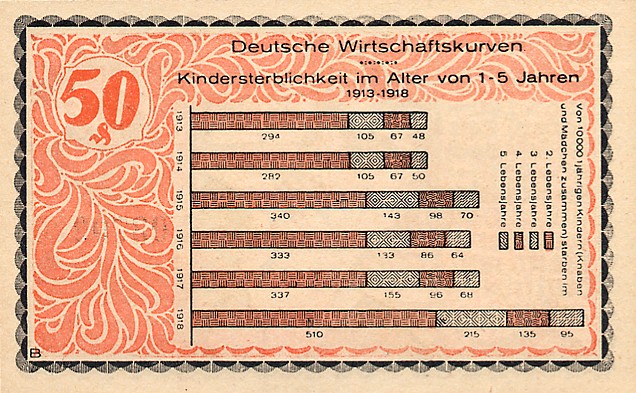 Deutsche Wirtschaftskurven
Kindersterblichkeit im Alter von 1-5 Jahren
1913-1918
50
1913
294 105 67 48
1914
282 105 67 50
1915
340 143 98 70
1916
333 133 86 64
1917
337 155 96 68
1918
510 215 135 95
von 10000 jährigen Kindern (Knaben
und Mädchen zusammen) starben im
2 Lebensjahre
3 Lebensjahre
4 Lebensjahre
5 Lebensjahre
B